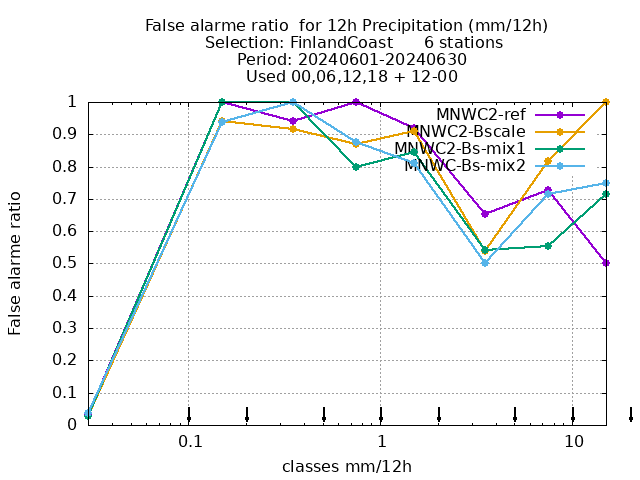 False alarme ratio  for 12h Precipitation (mm/12h)
Selection: FinlandCoast      6 stations
Period: 20240601-20240630
Used 00,06,12,18 + 12-00
MNWC2-ref
MNWC2-Bscale
MNWC2-Bs-mix1
MNWC-Bs-mix2
False alarme ratio
1
0.9
0.8
0.7
0.6
0.5
0.4
0.3
0.2
0.1
0
0.1 1 10
classes mm/12h